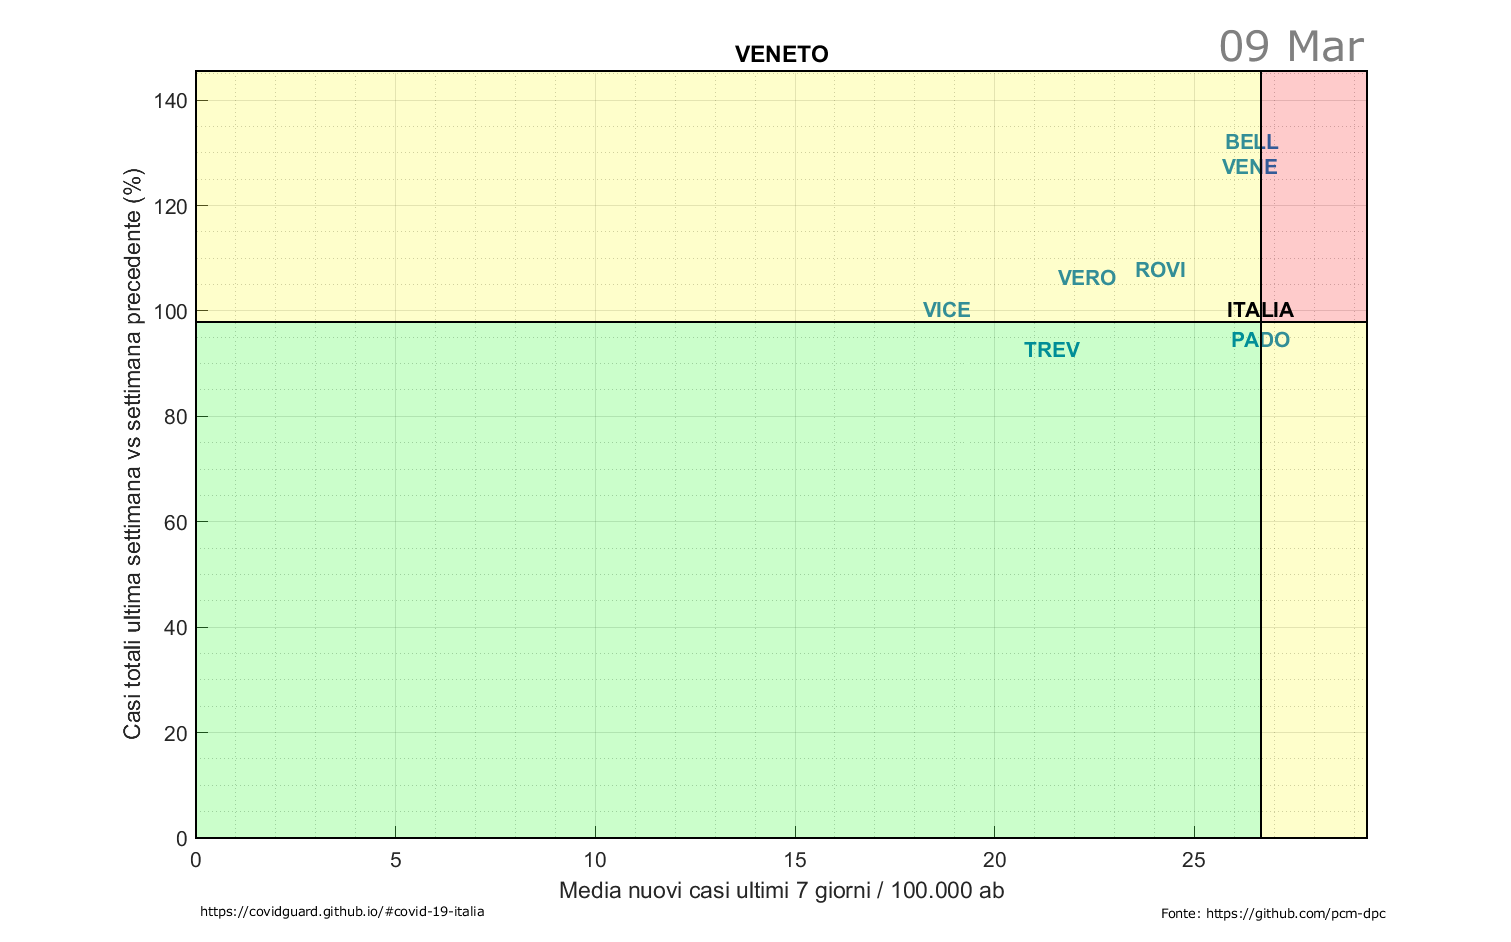 09 Mar
VENETO
140
120
100
80
60
40
20
0
Casi totali ultima settimana vs settimana precedente (%)
BELL
VENE
ROVI
VERO
VICE
ITALIA
PADO
TREV
0 5 10 15 20 25
Media nuovi casi ultimi 7 giorni / 100.000 ab
https://covidguard.github.io/#covid-19-italia
Fonte: https://github.com/pcm-dpc